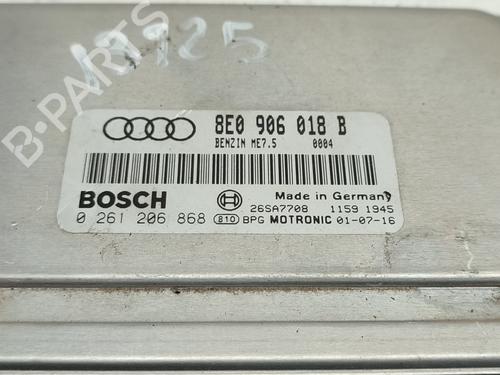 B-PARTS
8E0 906 018 B
BENZIN ME7.5 0004
BOSCH
Made in Germany
26SA7708 1159 1945
0 261 206 868 810 BPG MOTRONIC 01-07-16